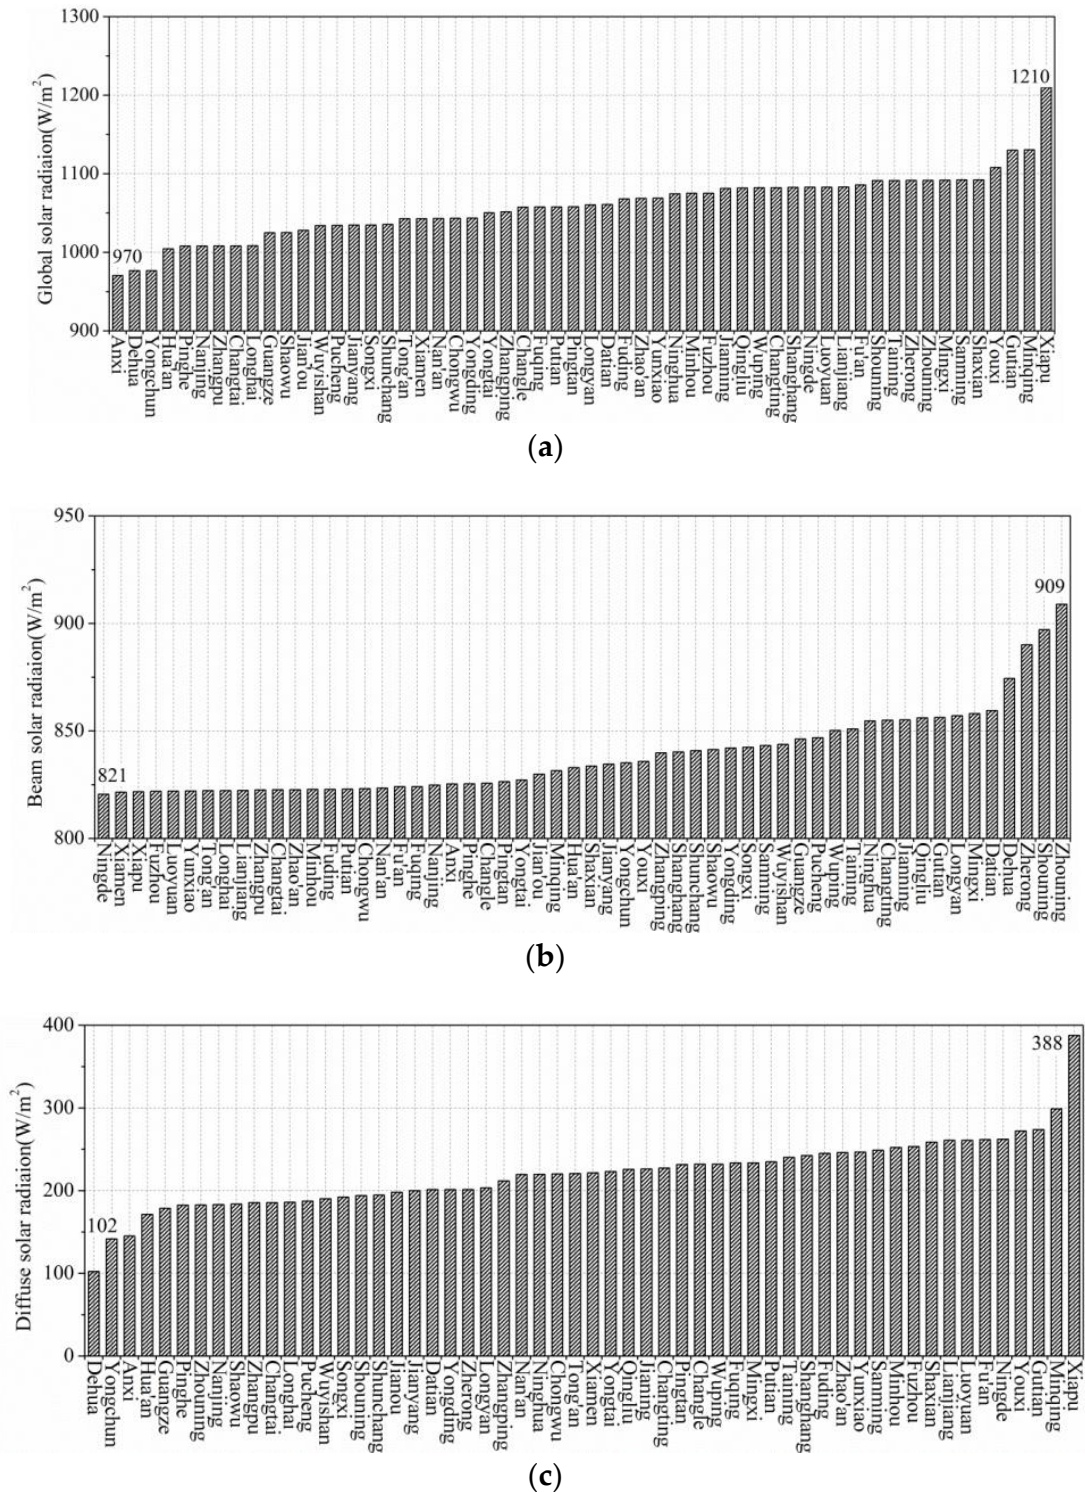 Global solar radiaion(W/m²)
1300
1200
1100
1000
900
970
1210
Anxi
Dehua
Yongchun
Hua'an
Pinghe
Nanjing
Zhangpu
Changtai
Longhai
Guangze
Shaowu
Jian'ou
Wuyishan
Pucheng
Jianyang
Songxi
Shunchang
Tong'an
Xiamen
Nan'an
Chongwu
Yongding
Yongtai
Zhangping
Changle
Fuqing
Putian
Pingtan
Longyan
Datian
Fuding
Zhao'an
Yunxiao
Ninghua
Minhou
Fuzhou
Jianning
Qingliu
Wuping
Changting
Shanghang
Ningde
Luoyuan
Lianjiang
Fu'an
Shouning
Taining
Zherong
Zhouning
Mingxi
Sanming
Shaxian
Youxi
Gutian
Minqing
Xiapu
(a)
Beam solar radiaion(W/m²)
950
900
850
800
821
909
Ningde
Xiamen
Xiapu
Fuzhou
Luoyuan
Yunxiao
Tong'an
Longhai
Lianjiang
Zhangpu
Changtai
Zhao'an
Minhou
Fuding
Putian
Chongwu
Nan'an
Fu'an
Fuqing
Nanjing
Anxi
Pinghe
Changle
Pingtan
Yongtai
Jian'ou
Minqing
Hua'an
Shaxian
Jianyang
Yongchun
Youxi
Zhangping
Shanghang
Shunchang
Shaowu
Yongding
Songxi
Sanming
Wuyishan
Guangze
Pucheng
Wuping
Taining
Ninghua
Changting
Jianning
Qingliu
Gutian
Longyan
Mingxi
Datian
Dehua
Zherong
Shouning
Zhouning
(b)
Diffuse solar radiaion(W/m²)
400
300
200
100
0
102
388
Dehua
Yongchun
Anxi
Hua'an
Guangze
Pinghe
Zhouning
Nanjing
Shaowu
Zhangpu
Changtai
Longhai
Pucheng
Wuyishan
Songxi
Shouning
Shunchang
Jian'ou
Jianyang
Datian
Yongding
Zherong
Longyan
Zhangping
Nan'an
Ninghua
Chongwu
Tong'an
Xiamen
Yongtai
Qingliu
Jianing
Changting
Pingtan
Changle
Wuping
Fuqing
Mingxi
Putian
Taining
Shanghang
Fuding
Zhao'an
Yunxiao
Sanming
Minhou
Fuzhou
Shaxian
Lianjiang
Luoyuan
Fu'an
Ningde
Youxi
Gutian
Minqing
Xiapu
(c)